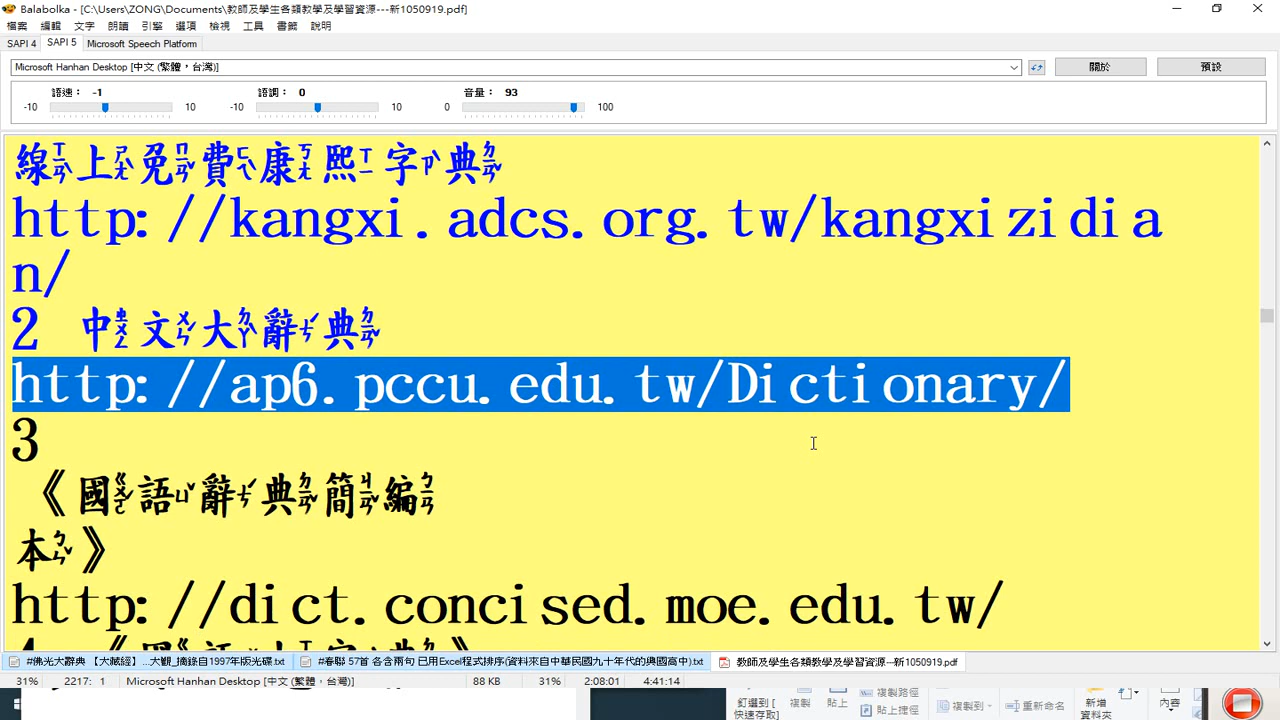 Balabolka - [C:\Users\ZONG\Documents\教師及學生各類教學及學習資源---新1050919.pdf]
檔案 編輯 文字 朗讀 引擎 選項 檢視 工具 書籤 說明
SAPI 4 SAPI 5 Microsoft Speech Platform
Microsoft Hanhan Desktop [中文 (繁體，台灣)] 關於 預設
語速： -1 語調： 0 音量： 93
-10 10 -10 10 0 100
線上免費康熙字典
http://kangxi.adcs.org.tw/kangxizidia
n/
2 中文大辭典
http://ap6.pccu.edu.tw/Dictionary/
3
《國語辭典簡編
本》
http://dict.concised.moe.edu.tw/
#佛光大辭典 【大藏經】 ...大觀_摘錄自1997年版光碟.txt #春聯 57首 各含兩句 已用Excel程式排序(資料來自中華民國九十年代的興國高中).txt 教師及學生各類教學及學習資源---新1050919.pdf
31% 2217: 1 Microsoft Hanhan Desktop [中文 (繁體，台灣)] 88 KB 31% 2:08:01 4:41:14
釘選到 [ 複製 貼上 複製路徑 貼上捷徑 複製到 重新命名 新增 內容
快速存取] 資料夾